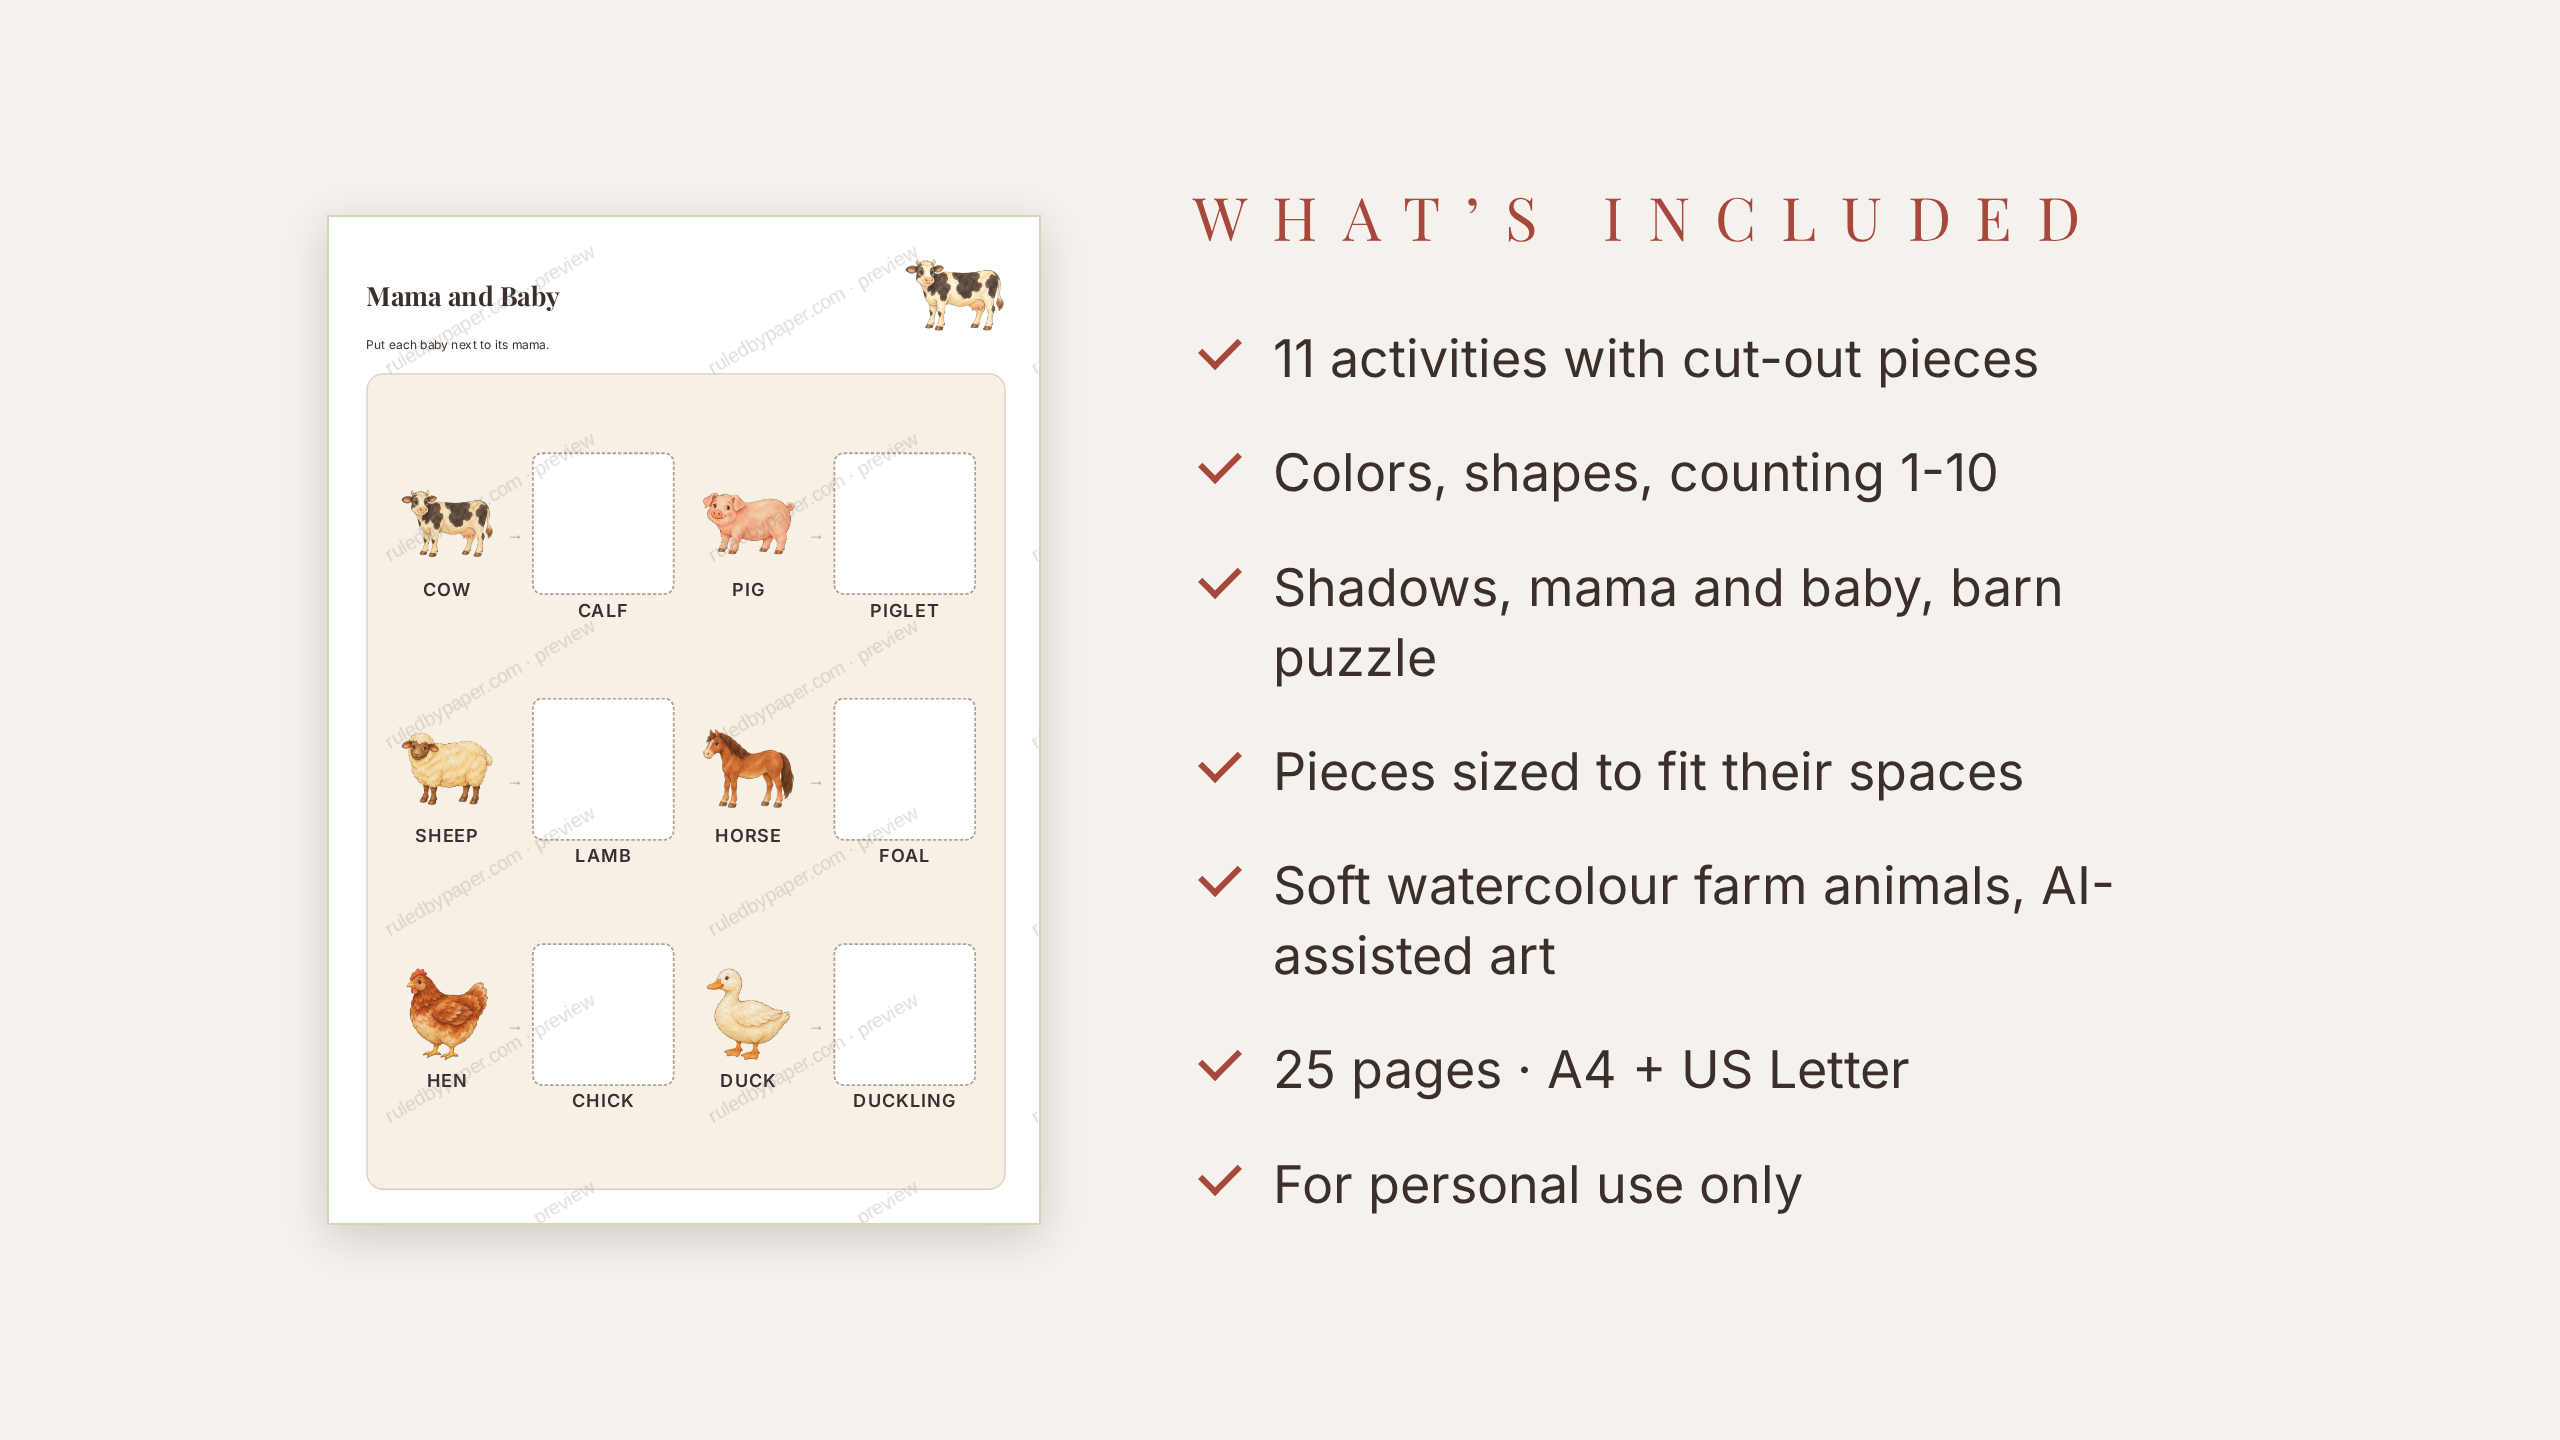 Mama and Baby
Put each baby next to its mama.
COW → CALF
PIG → PIGLET
SHEEP → LAMB
HORSE → FOAL
HEN → CHICK
DUCK → DUCKLING
ruledbypaper.com · preview
WHAT’S INCLUDED
✓ 11 activities with cut-out pieces
✓ Colors, shapes, counting 1-10
✓ Shadows, mama and baby, barn
puzzle
✓ Pieces sized to fit their spaces
✓ Soft watercolour farm animals, AI-
assisted art
✓ 25 pages · A4 + US Letter
✓ For personal use only